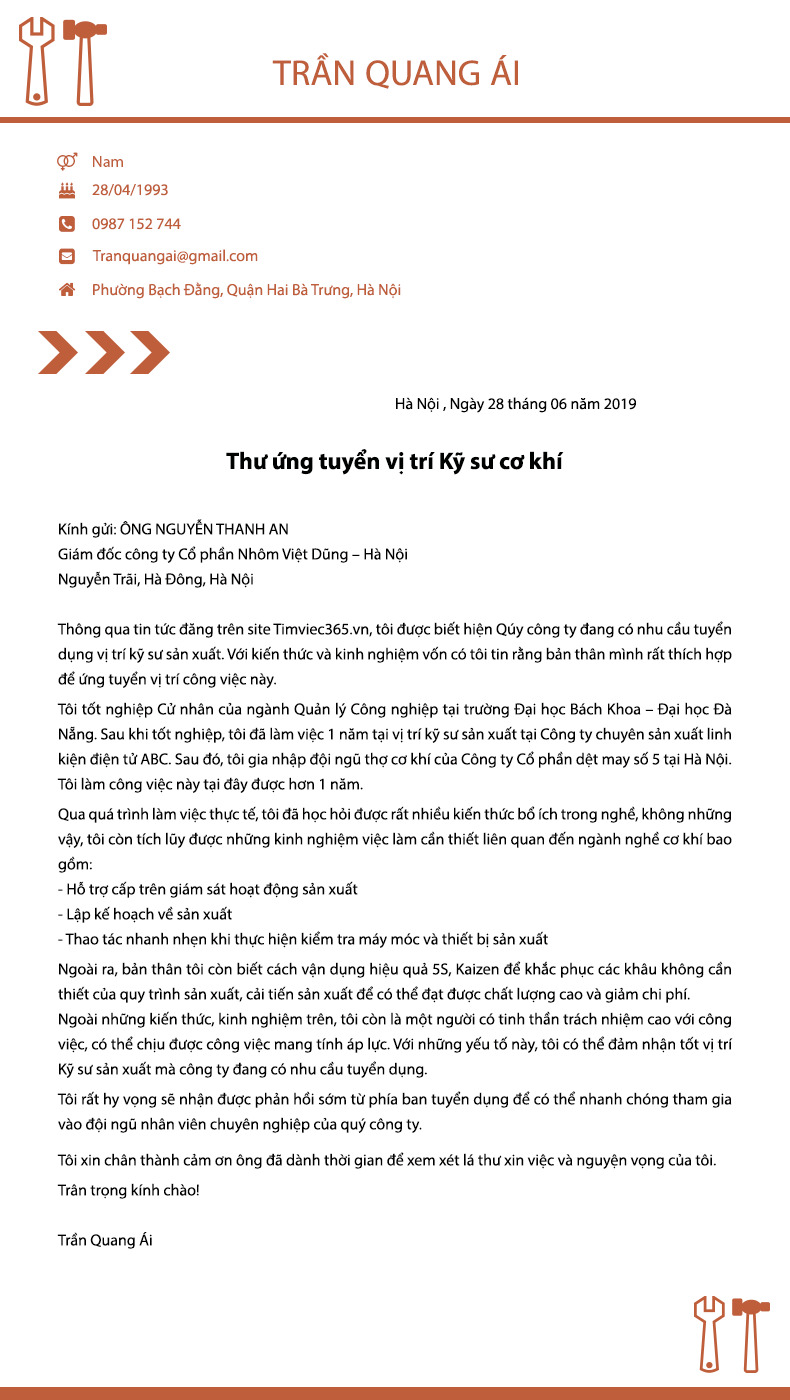 TRẦN QUANG ÁI
Nam
28/04/1993
0987 152 744
Tranquangai@gmail.com
Phường Bạch Đằng, Quận Hai Bà Trưng, Hà Nội
Hà Nội , Ngày 28 tháng 06 năm 2019
Thư ứng tuyển vị trí Kỹ sư cơ khí
Kính gửi: ÔNG NGUYỄN THANH AN
Giám đốc công ty Cổ phần Nhôm Việt Dũng – Hà Nội
Nguyễn Trãi, Hà Đông, Hà Nội
Thông qua tin tức đăng trên site Timviec365.vn, tôi được biết hiện Qúy công ty đang có nhu cầu tuyển
dụng vị trí kỹ sư sản xuất. Với kiến thức và kinh nghiệm vốn có tôi tin rằng bản thân mình rất thích hợp
để ứng tuyển vị trí công việc này.
Tôi tốt nghiệp Cử nhân của ngành Quản lý Công nghiệp tại trường Đại học Bách Khoa – Đại học Đà
Nẵng. Sau khi tốt nghiệp, tôi đã làm việc 1 năm tại vị trí kỹ sư sản xuất tại Công ty chuyên sản xuất linh
kiện điện tử ABC. Sau đó, tôi gia nhập đội ngũ thợ cơ khí của Công ty Cổ phần dệt may số 5 tại Hà Nội.
Tôi làm công việc này tại đây được hơn 1 năm.
Qua quá trình làm việc thực tế, tôi đã học hỏi được rất nhiều kiến thức bổ ích trong nghề, không những
vậy, tôi còn tích lũy được những kinh nghiệm việc làm cần thiết liên quan đến ngành nghề cơ khí bao
gồm:
- Hỗ trợ cấp trên giám sát hoạt động sản xuất
- Lập kế hoạch về sản xuất
- Thao tác nhanh nhẹn khi thực hiện kiểm tra máy móc và thiết bị sản xuất
Ngoài ra, bản thân tôi còn biết cách vận dụng hiệu quả 5S, Kaizen để khắc phục các khâu không cần
thiết của quy trình sản xuất, cải tiến sản xuất để có thể đạt được chất lượng cao và giảm chi phí.
Ngoài những kiến thức, kinh nghiệm trên, tôi còn là một người có tinh thần trách nhiệm cao với công
việc, có thể chịu được công việc mang tính áp lực. Với những yếu tố này, tôi có thể đảm nhận tốt vị trí
Kỹ sư sản xuất mà công ty đang có nhu cầu tuyển dụng.
Tôi rất hy vọng sẽ nhận được phản hồi sớm từ phía ban tuyển dụng để có thể nhanh chóng tham gia
vào đội ngũ nhân viên chuyên nghiệp của quý công ty.
Tôi xin chân thành cảm ơn ông đã dành thời gian để xem xét lá thư xin việc và nguyện vọng của tôi.
Trân trọng kính chào!
Trần Quang Ái